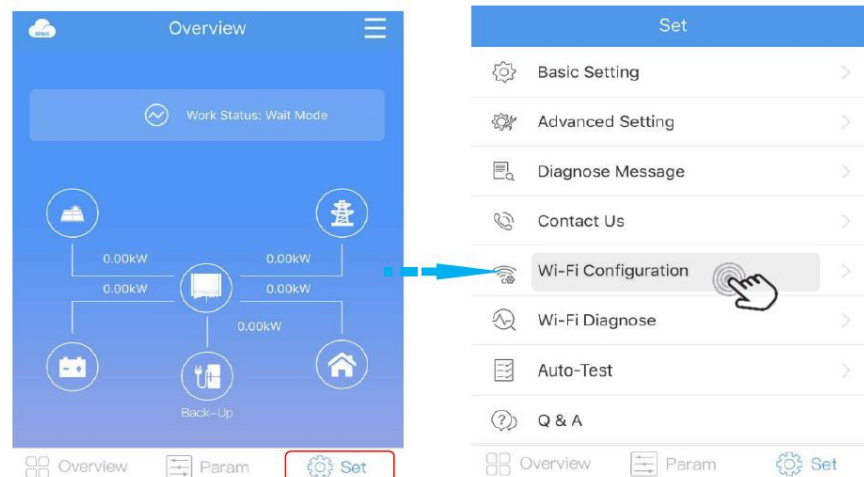 Overview
Work Status: Wait Mode
0.00kW
0.00kW
0.00kW
0.00kW
0.00kW
Back-Up
Overview
Param
Set
Set
Basic Setting
Advanced Setting
Diagnose Message
Contact Us
Wi-Fi Configuration
Wi-Fi Diagnose
Auto-Test
Q & A
Overview
Param
Set